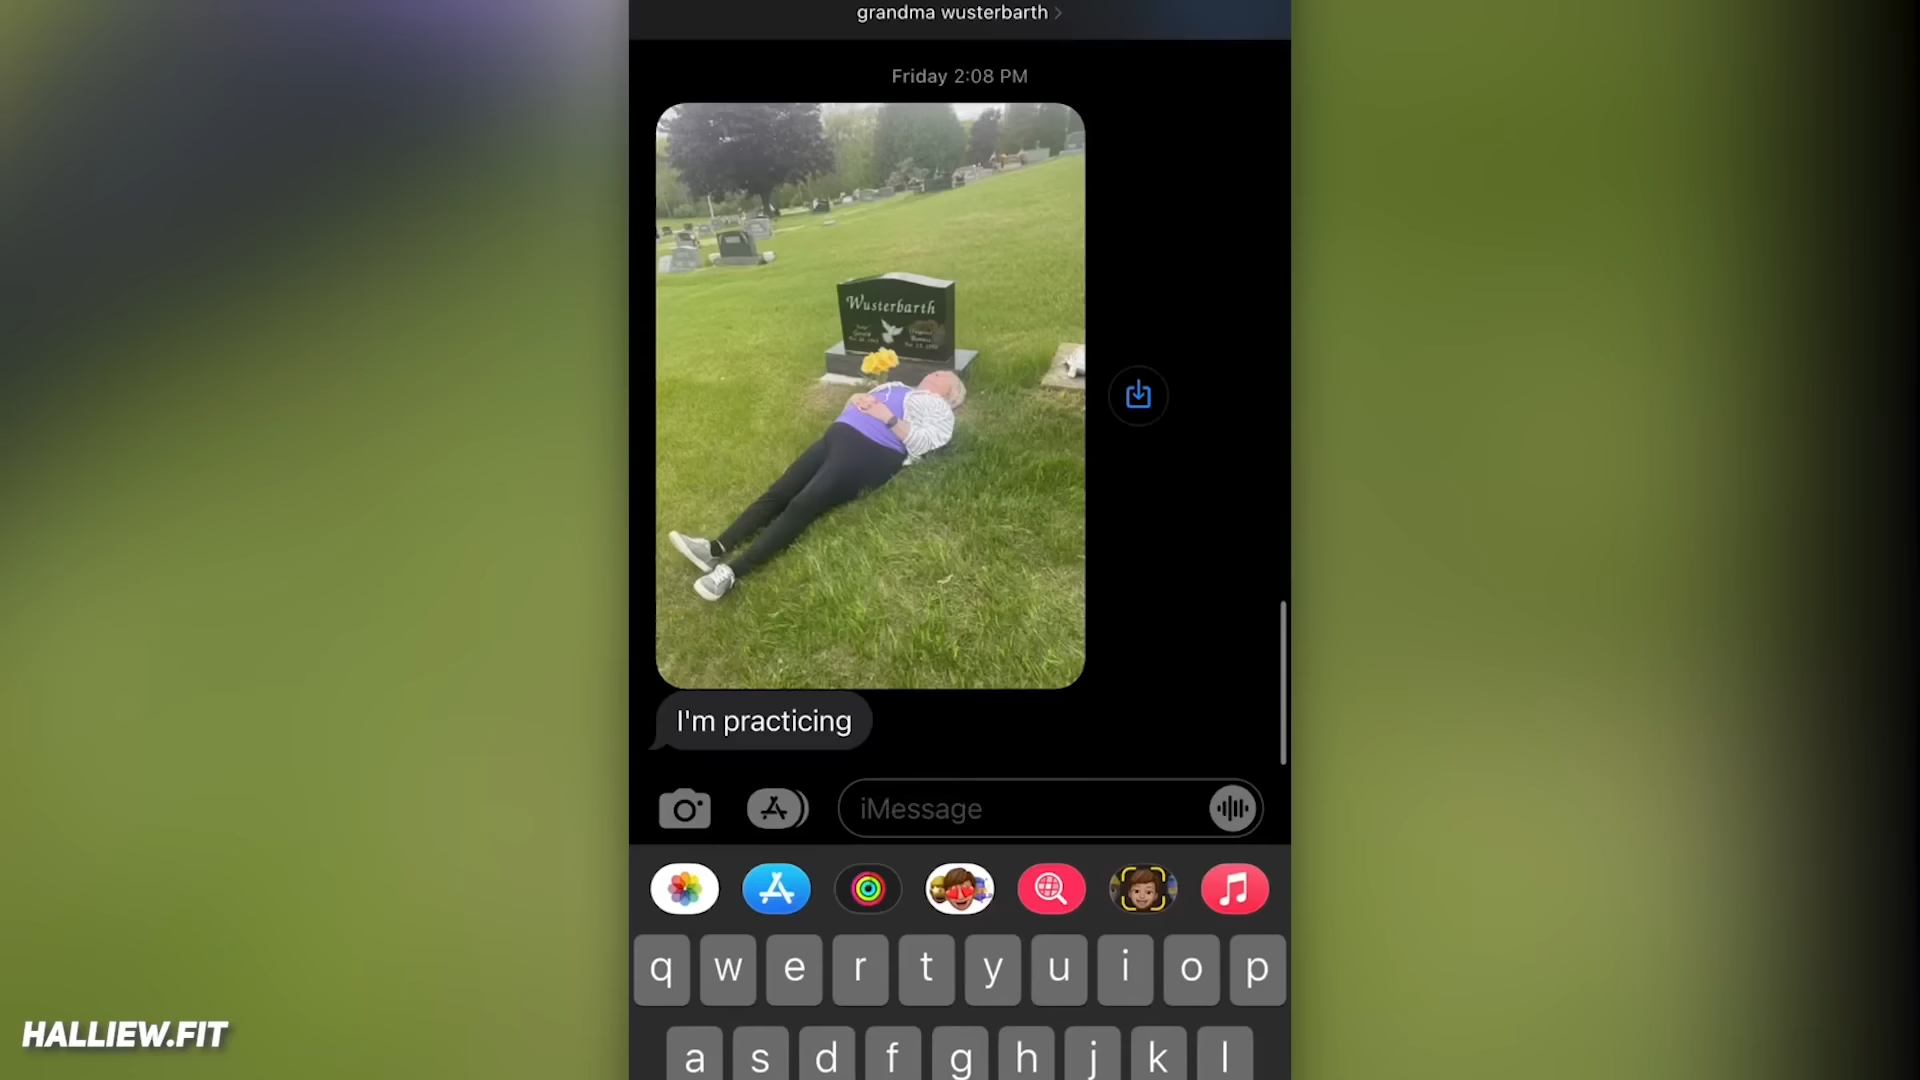 grandma wusterbarth
Friday 2:08 PM
Wusterbarth
I'm practicing
iMessage
q w e r t y u i o p
a s d f g h j k l
HALLIEW.FIT